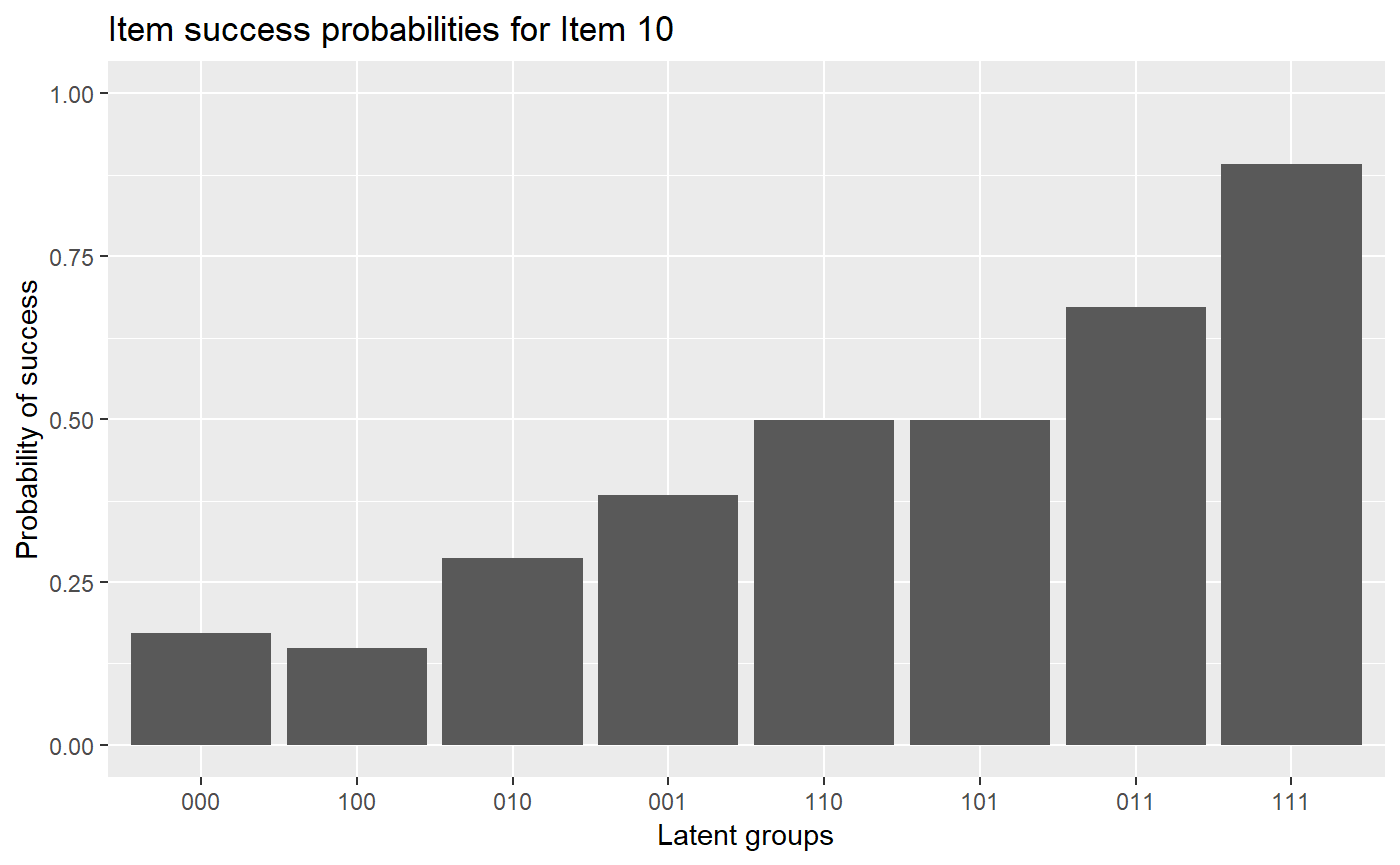 Item success probabilities for Item 10
1.00
0.75
0.50
0.25
0.00
Probability of success
000 100 010 001 110 101 011 111
Latent groups